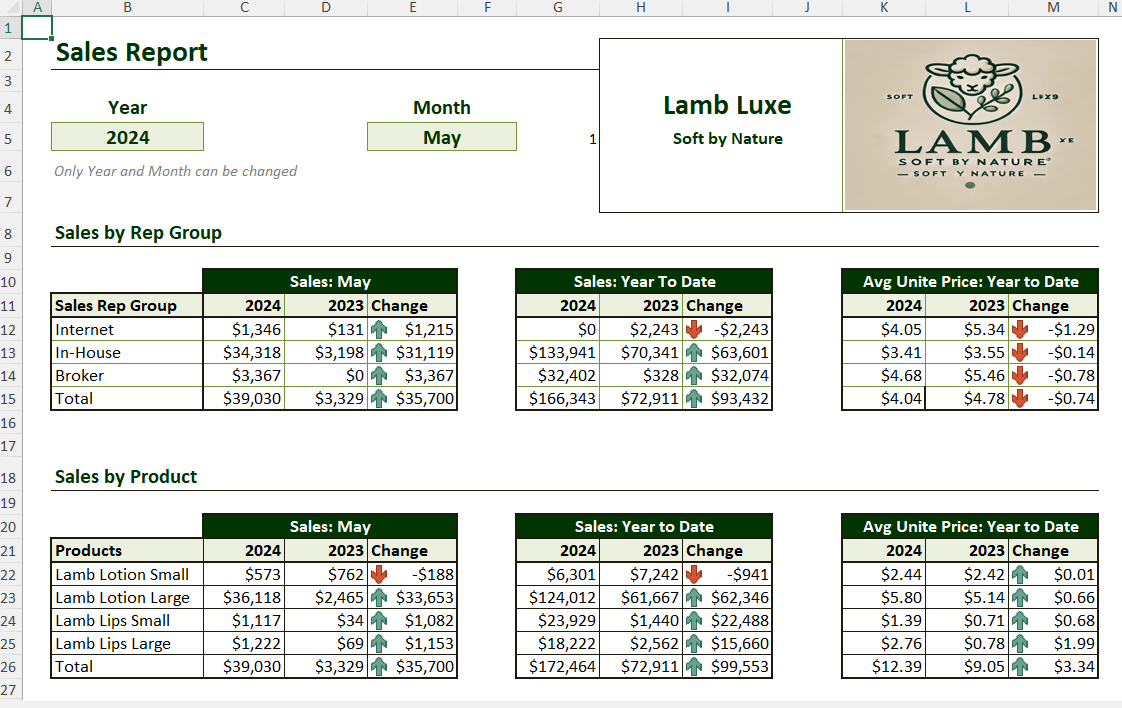 A B C D E F G H I J K L M N
1
2 Sales Report
3
4 Year Month Lamb Luxe
5 2024 May 1 Soft by Nature
6 Only Year and Month can be changed
7
SOFT
LAMB
SOFT BY NATURE
SOFT Y NATURE
8 Sales by Rep Group
9
10 Sales: May Sales: Year To Date Avg Unite Price: Year to Date
11 Sales Rep Group 2024 2023 Change 2024 2023 Change 2024 2023 Change
12 Internet $1,346 $131 $1,215 $0 $2,243 -$2,243 $4.05 $5.34 -$1.29
13 In-House $34,318 $3,198 $31,119 $133,941 $70,341 $63,601 $3.41 $3.55 -$0.14
14 Broker $3,367 $0 $3,367 $32,402 $328 $32,074 $4.68 $5.46 -$0.78
15 Total $39,030 $3,329 $35,700 $166,343 $72,911 $93,432 $4.04 $4.78 -$0.74
16
17
18 Sales by Product
19
20 Sales: May Sales: Year to Date Avg Unite Price: Year to Date
21 Products 2024 2023 Change 2024 2023 Change 2024 2023 Change
22 Lamb Lotion Small $573 $762 -$188 $6,301 $7,242 -$941 $2.44 $2.42 $0.01
23 Lamb Lotion Large $36,118 $2,465 $33,653 $124,012 $61,667 $62,346 $5.80 $5.14 $0.66
24 Lamb Lips Small $1,117 $34 $1,082 $23,929 $1,440 $22,488 $1.39 $0.71 $0.68
25 Lamb Lips Large $1,222 $69 $1,153 $18,222 $2,562 $15,660 $2.76 $0.78 $1.99
26 Total $39,030 $3,329 $35,700 $172,464 $72,911 $99,553 $12.39 $9.05 $3.34
27